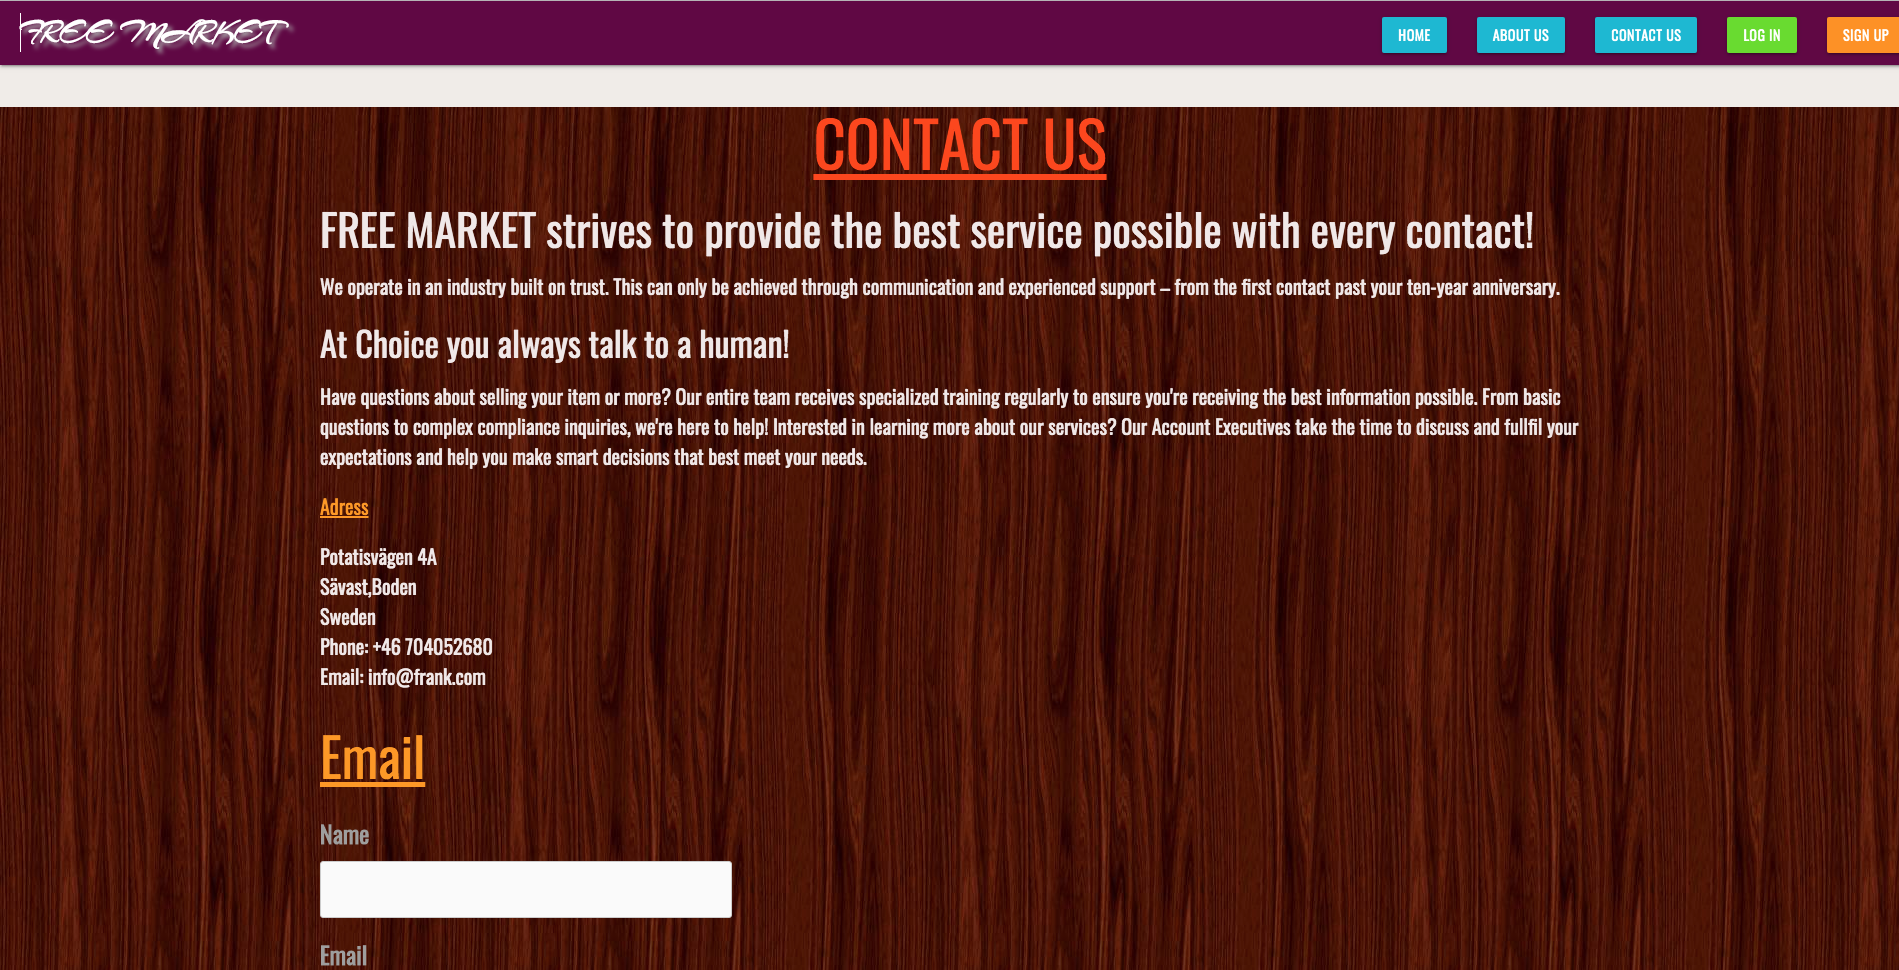 FREE MARKET
HOME
ABOUT US
CONTACT US
LOG IN
SIGN UP
CONTACT US
FREE MARKET strives to provide the best service possible with every contact!
We operate in an industry built on trust. This can only be achieved through communication and experienced support – from the first contact past your ten-year anniversary.
At Choice you always talk to a human!
Have questions about selling your item or more? Our entire team receives specialized training regularly to ensure you're receiving the best information possible. From basic
questions to complex compliance inquiries, we're here to help! Interested in learning more about our services? Our Account Executives take the time to discuss and fullfil your
expectations and help you make smart decisions that best meet your needs.
Adress
Potatisvägen 4A
Sävast,Boden
Sweden
Phone: +46 704052680
Email: info@frank.com
Email
Name
Email